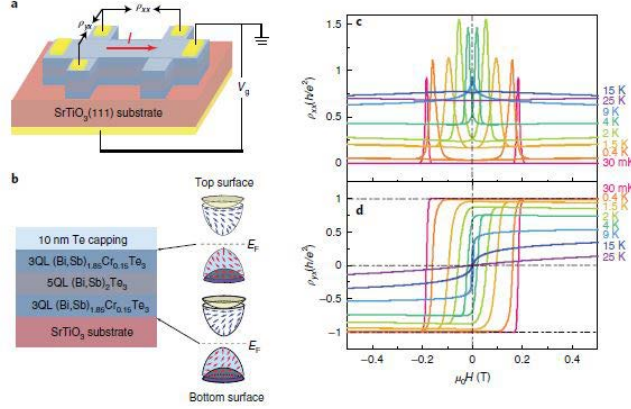 a
ρyx
ρxx
I
Vg
SrTiO3(111) substrate
b
Top surface
10 nm Te capping
3QL (Bi,Sb)1.85Cr0.15Te3
5QL (Bi,Sb)2Te3
3QL (Bi,Sb)1.85Cr0.15Te3
SrTiO3 substrate
EF
EF
Bottom surface
c
ρxx(h/e²)
1.5
1.0
0.5
0
15 K
25 K
9 K
4 K
2 K
1.5 K
0.4 K
30 mK
d
ρyx(h/e²)
1
0.5
0
−0.5
−1
30 mK
0.4 K
1.5 K
2 K
4 K
9 K
15 K
25 K
−0.4 −0.2 0 0.2 0.4
μ0H (T)